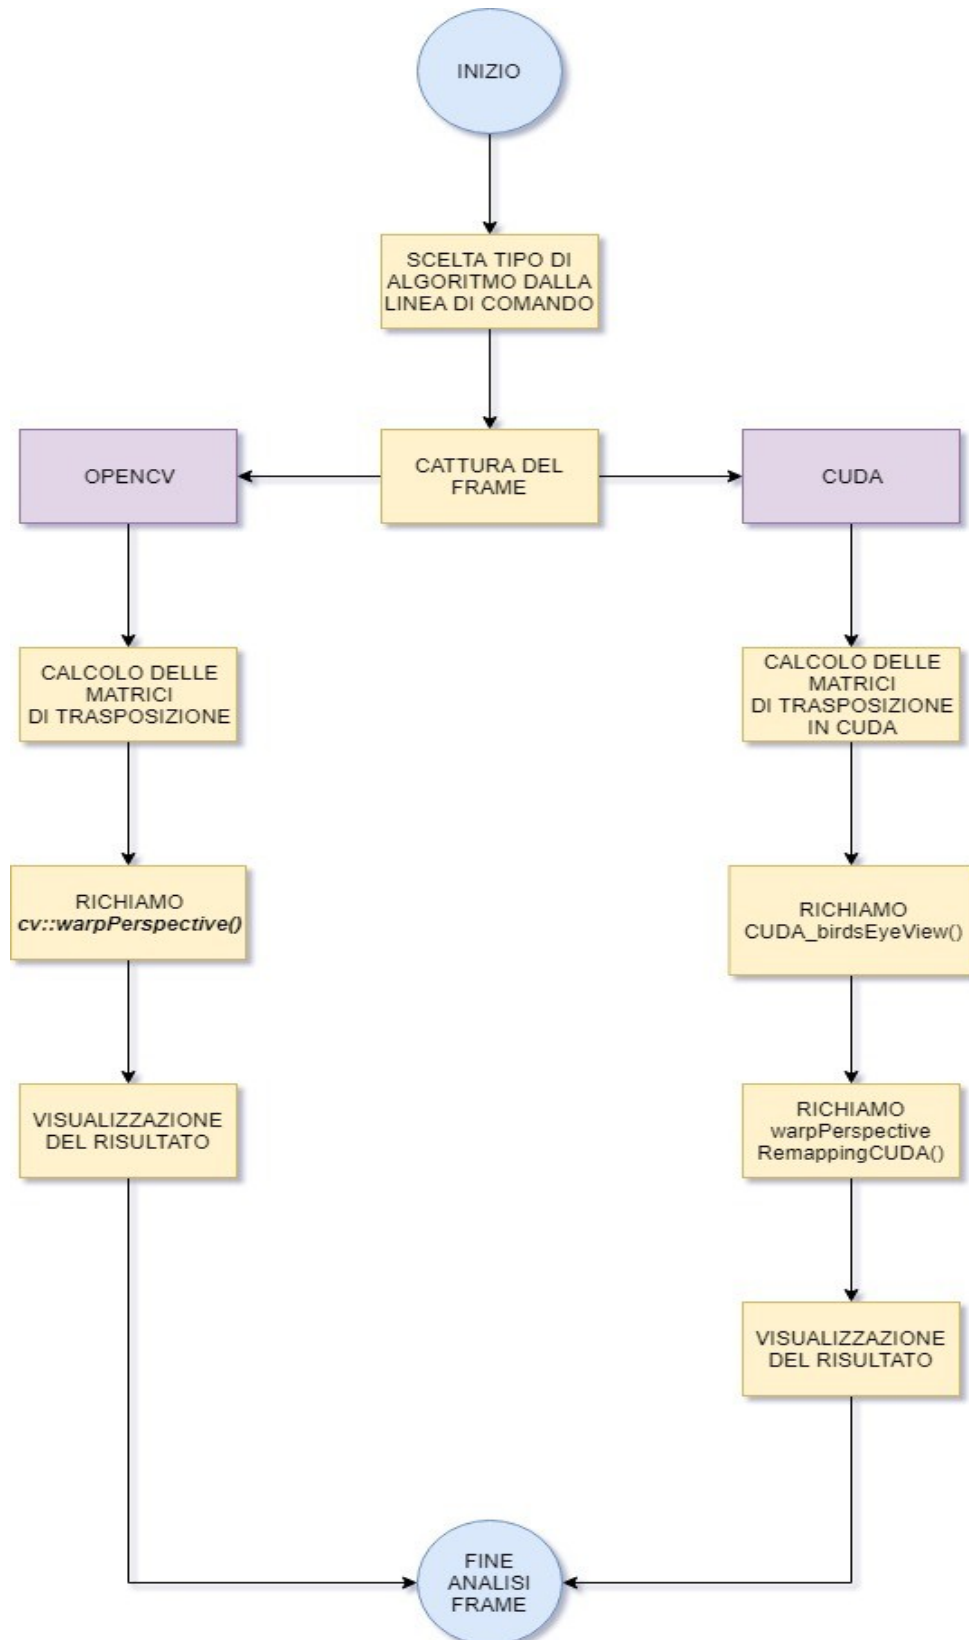 INIZIO
SCELTA TIPO DI
ALGORITMO DALLA
LINEA DI COMANDO
OPENCV
CATTURA DEL
FRAME
CUDA
CALCOLO DELLE
MATRICI
DI TRASPOSIZIONE
CALCOLO DELLE
MATRICI
DI TRASPOSIZIONE
IN CUDA
RICHIAMO
cv::warpPerspective()
RICHIAMO
CUDA_birdsEyeView()
VISUALIZZAZIONE
DEL RISULTATO
RICHIAMO
warpPerspective
RemappingCUDA()
VISUALIZZAZIONE
DEL RISULTATO
FINE
ANALISI
FRAME